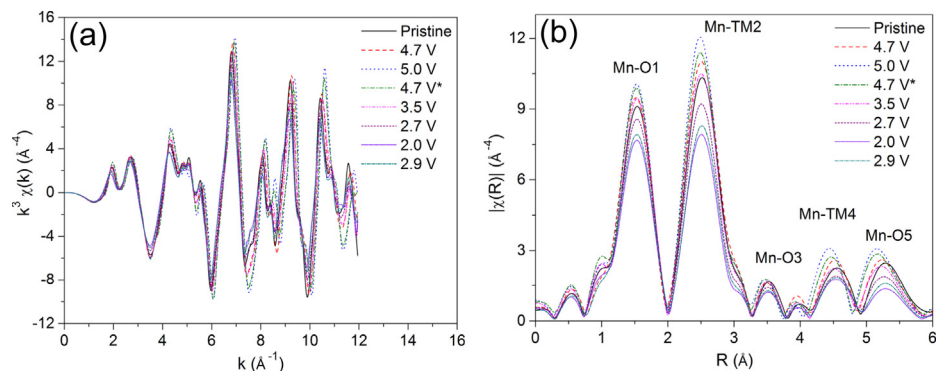 (a)
Pristine
4.7 V
5.0 V
4.7 V*
3.5 V
2.7 V
2.0 V
2.9 V
k³ χ(k) (Å⁻⁴)
16
12
8
4
0
-4
-8
-12
0 2 4 6 8 10 12 14 16
k (Å⁻¹)
(b)
Mn-TM2
Mn-O1
Mn-O3
Mn-TM4
Mn-O5
Pristine
4.7 V
5.0 V
4.7 V*
3.5 V
2.7 V
2.0 V
2.9 V
|χ(R)| (Å⁻⁴)
12
9
6
3
0
0 1 2 3 4 5 6
R (Å)